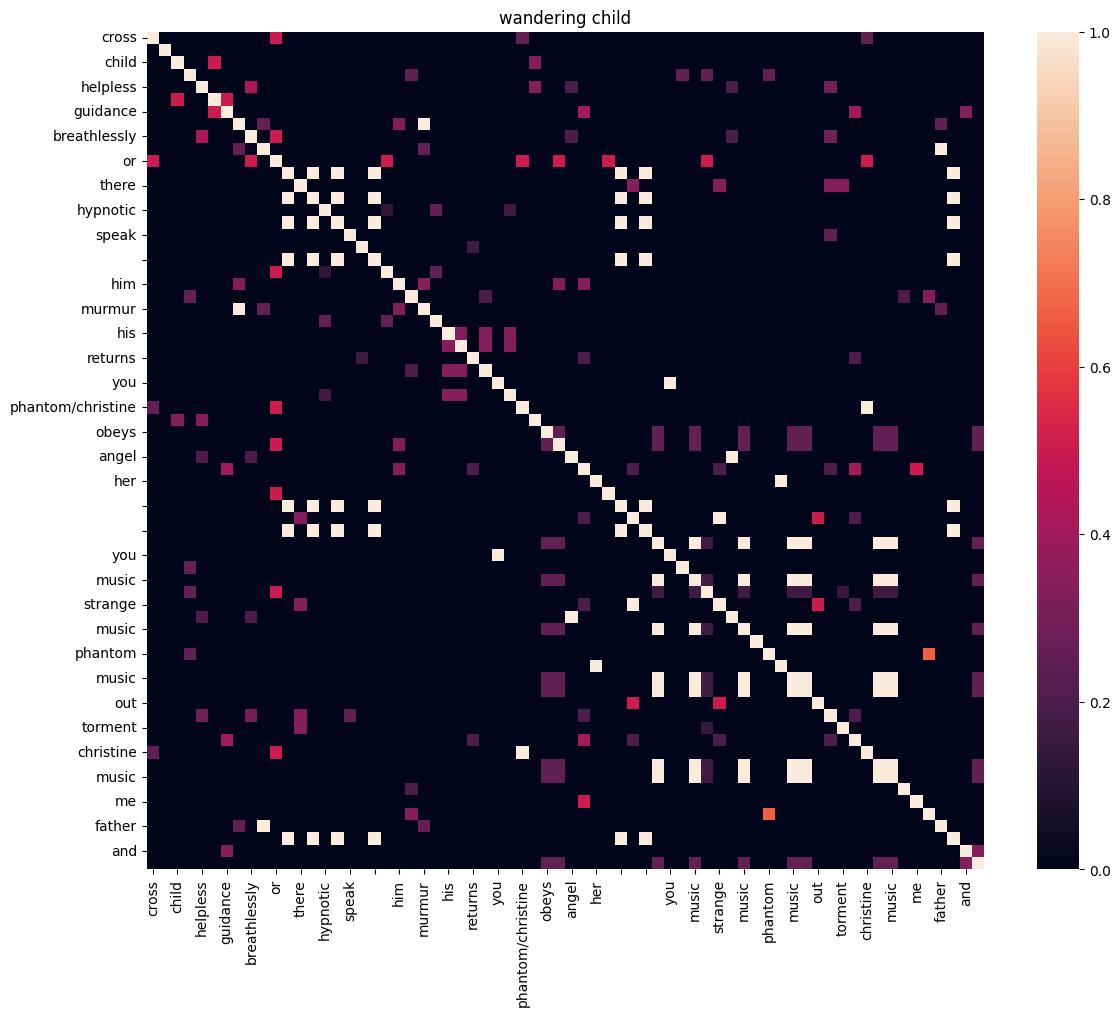 wandering child
cross
child
helpless
guidance
breathlessly
or
there
hypnotic
speak
him
murmur
his
returns
you
phantom/christine
obeys
angel
her
you
music
strange
music
phantom
music
out
torment
christine
music
me
father
and
1.0
0.8
0.6
0.4
0.2
0.0
cross
child
helpless
guidance
breathlessly
or
there
hypnotic
speak
him
murmur
his
returns
you
phantom/christine
obeys
angel
her
you
music
strange
music
phantom
music
out
torment
christine
music
me
father
and